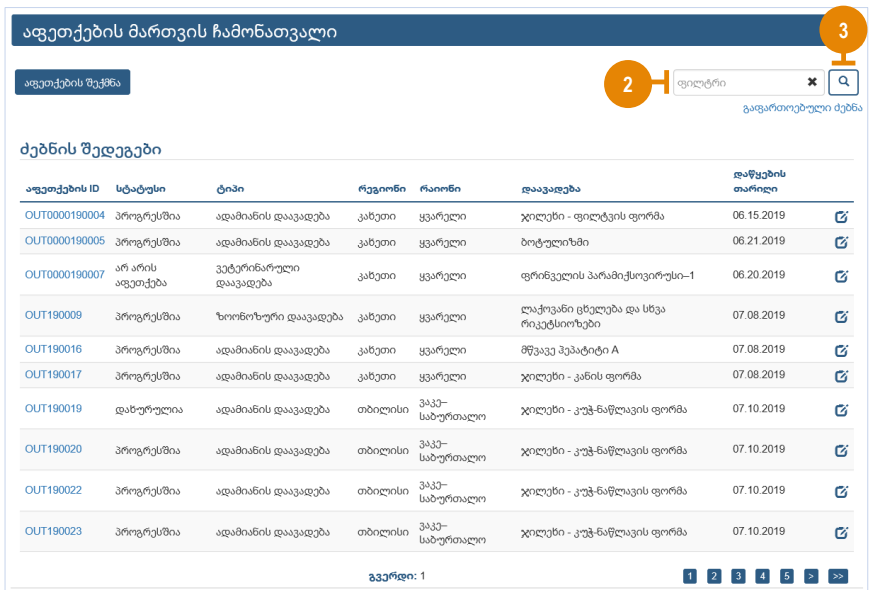 აფეთქების მართვის ჩამონათვალი
3
აფეთქების შექმნა
2
ფილტრი
გაფართოებული ძებნა
ძებნის შედეგები
აფეთქების ID სტატუსი ტიპი რეგიონი რაიონი დაავადება დაწყების
თარიღი
OUT0000190004 პროგრესშია ადამიანის დაავადება კახეთი ყვარელი ჯილეხი - ფილტვის ფორმა 06.15.2019
OUT0000190005 პროგრესშია ადამიანის დაავადება კახეთი ყვარელი ბოტულიზმი 06.21.2019
OUT0000190007 არ არის
აფეთქება ვეტერინარული
დაავადება კახეთი ყვარელი ფრინველის პარამიქსოვირუსი–1 06.20.2019
OUT190009 პროგრესშია ზოონოზური დაავადება კახეთი ყვარელი ლაქოვანი ცხელება და სხვა
რიკეტსიოზები 07.08.2019
OUT190016 პროგრესშია ადამიანის დაავადება კახეთი ყვარელი მწვავე ჰეპატიტი A 07.08.2019
OUT190017 პროგრესშია ადამიანის დაავადება კახეთი ყვარელი ჯილეხი - კანის ფორმა 07.08.2019
OUT190019 დახურულია ადამიანის დაავადება თბილისი ვაკე–
საბურთალო ჯილეხი - კუჭ-ნაწლავის ფორმა 07.10.2019
OUT190020 პროგრესშია ადამიანის დაავადება თბილისი ვაკე–
საბურთალო ჯილეხი - კუჭ-ნაწლავის ფორმა 07.10.2019
OUT190022 პროგრესშია ადამიანის დაავადება თბილისი ვაკე–
საბურთალო ჯილეხი - კუჭ-ნაწლავის ფორმა 07.10.2019
OUT190023 პროგრესშია ადამიანის დაავადება თბილისი ვაკე–
საბურთალო ჯილეხი - კუჭ-ნაწლავის ფორმა 07.10.2019
გვერდი: 1 1 2 3 4 5 > >>